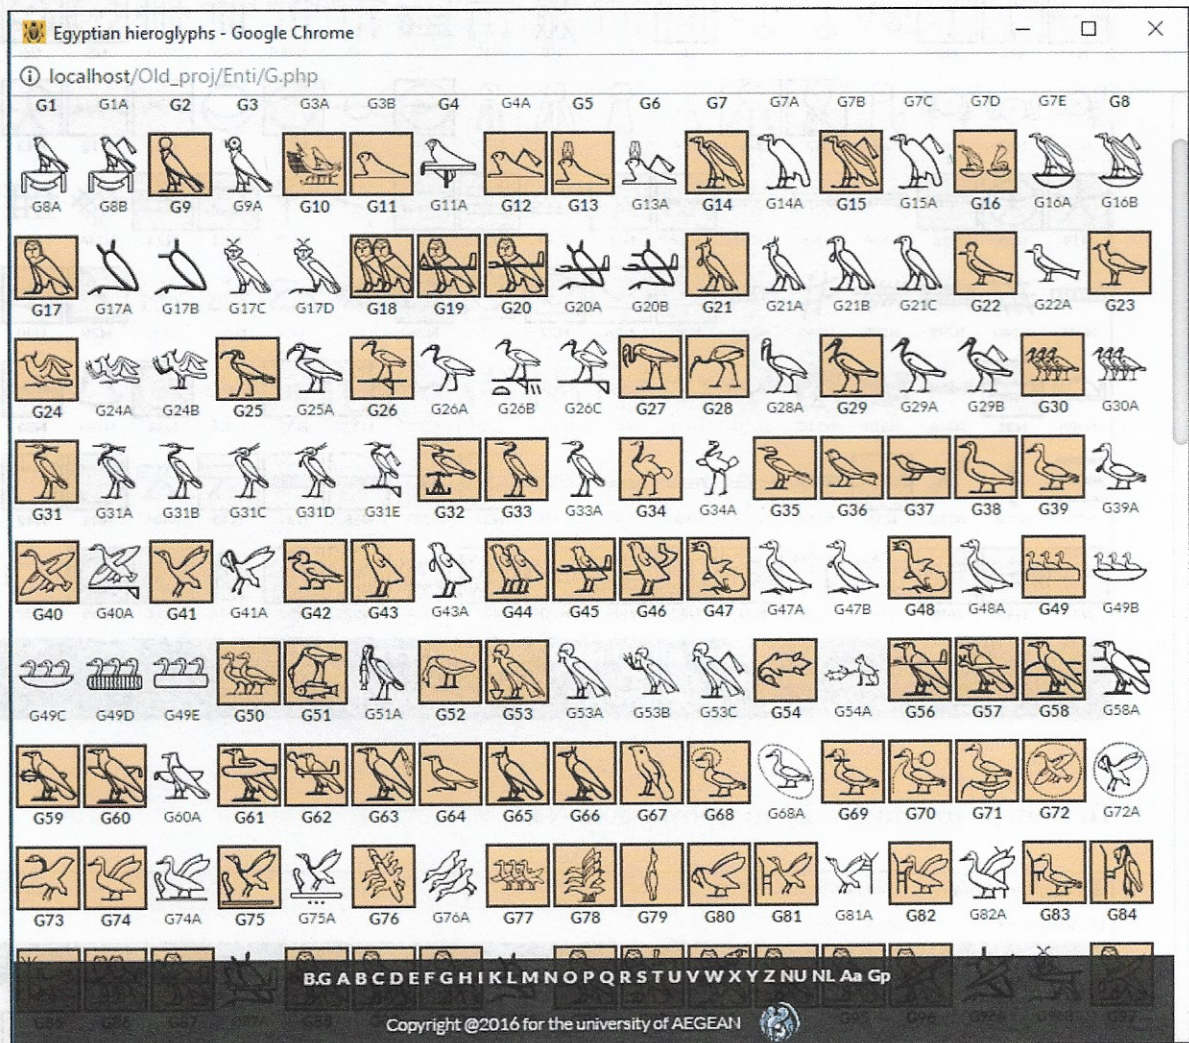 Egyptian hieroglyphs - Google Chrome
localhost/Old_proj/Enti/G.php
G1 G1A G2 G3 G3A G3B G4 G4A G5 G6 G7 G7A G7B G7C G7D G7E G8
G8A G8B G9 G9A G10 G11 G11A G12 G13 G13A G14 G14A G15 G15A G16 G16A G16B
G17 G17A G17B G17C G17D G18 G19 G20 G20A G20B G21 G21A G21B G21C G22 G22A G23
G24 G24A G24B G25 G25A G26 G26A G26B G26C G27 G28 G28A G29 G29A G29B G30 G30A
G31 G31A G31B G31C G31D G31E G32 G33 G33A G34 G34A G35 G36 G37 G38 G39 G39A
G40 G40A G41 G41A G42 G43 G43A G44 G45 G46 G47 G47A G47B G48 G48A G49 G49B
G49C G49D G49E G50 G51 G51A G52 G53 G53A G53B G53C G54 G54A G56 G57 G58 G58A
G59 G60 G60A G61 G62 G63 G64 G65 G66 G67 G68 G68A G69 G70 G71 G72 G72A
G73 G74 G74A G75 G75A G76 G76A G77 G78 G79 G80 G81 G81A G82 G82A G83 G84
B.G A B C D E F G H I K L M N O P Q R S T U V W X Y Z NU NL Aa Gp
Copyright @2016 for the university of AEGEAN